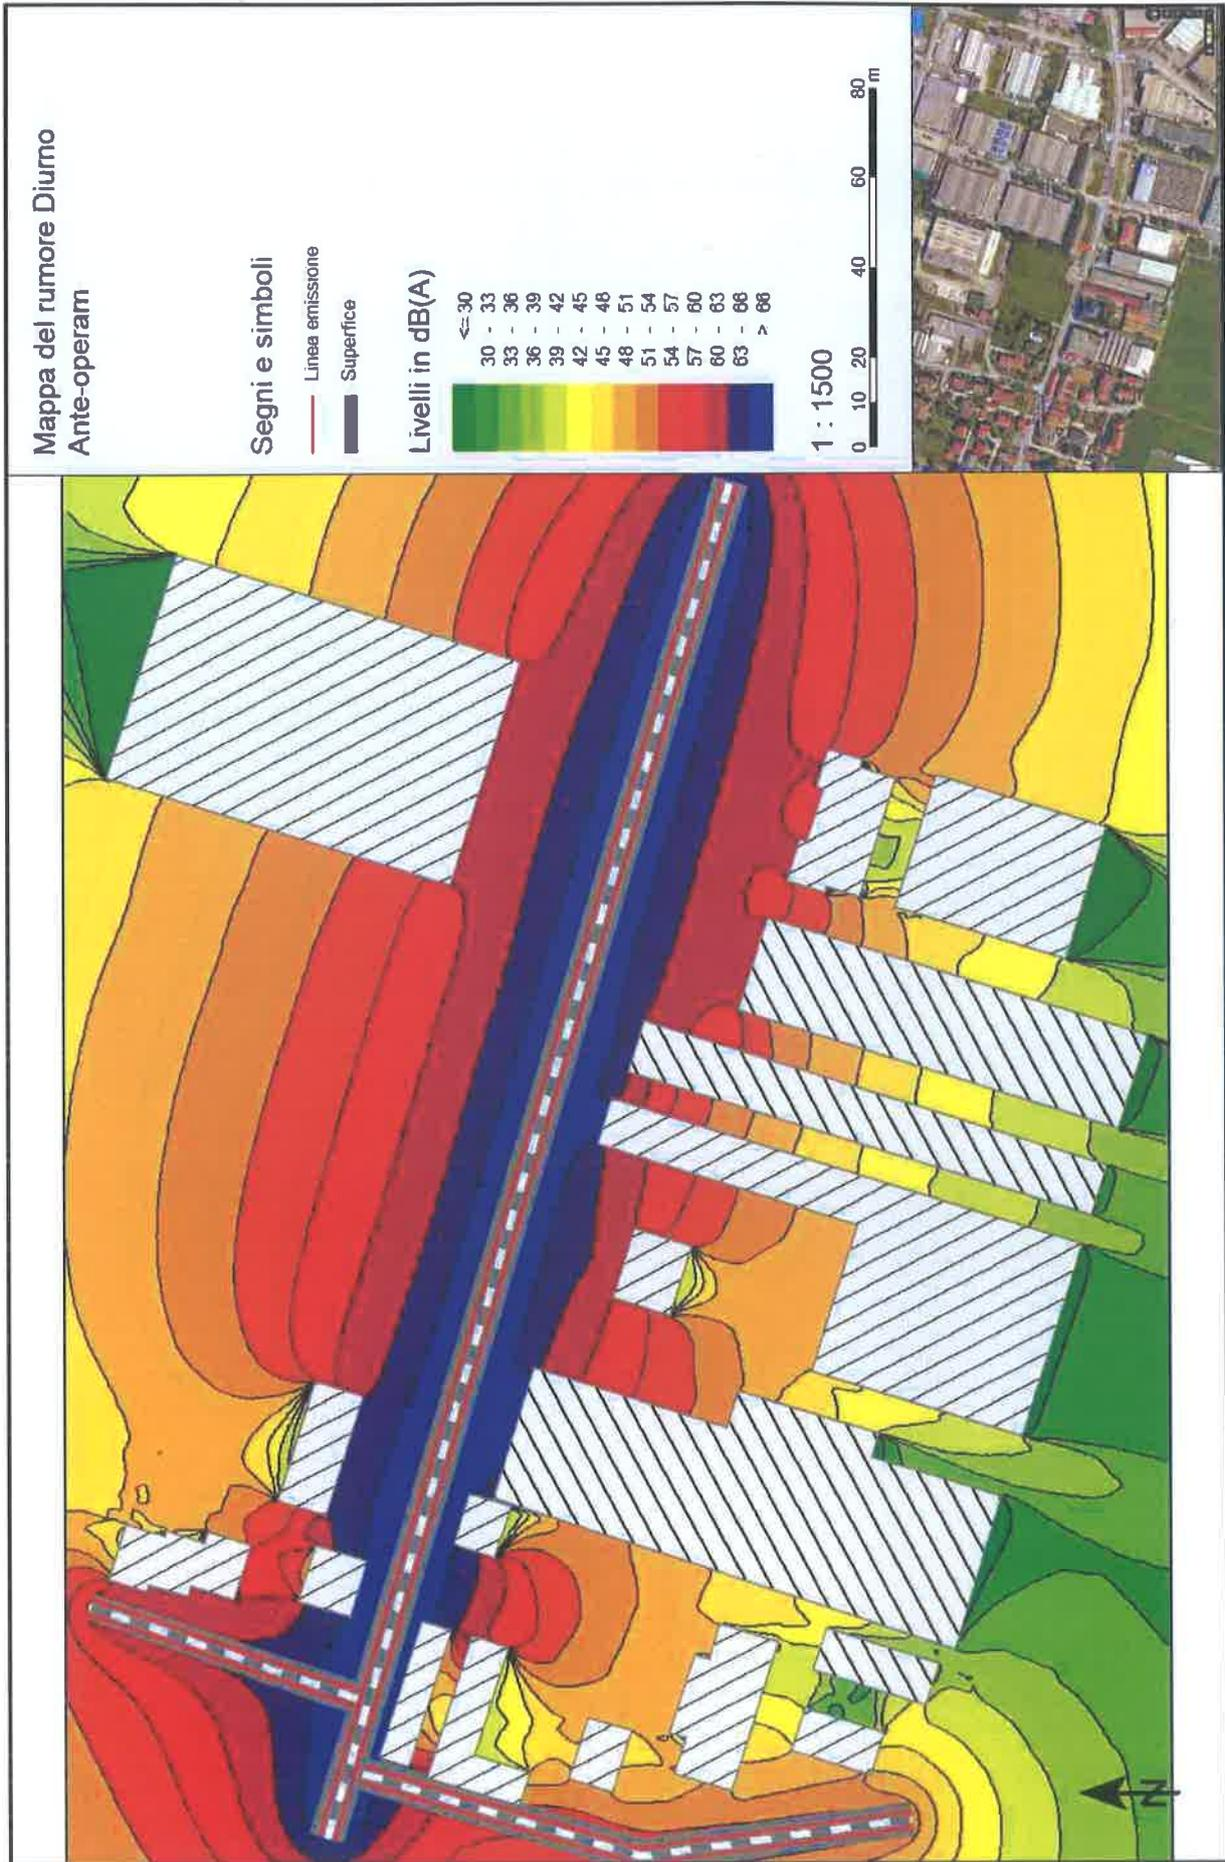 Mappa del rumore Diurno
Ante-operam
Segni e simboli
Linea emissione
Superfice
Livelli in dB(A)
<= 30
30 - 33
33 - 36
36 - 39
39 - 42
42 - 45
45 - 48
48 - 51
51 - 54
54 - 57
57 - 60
60 - 63
63 - 66
> 66
1 : 1500
0 10 20 40 60 80
m
N